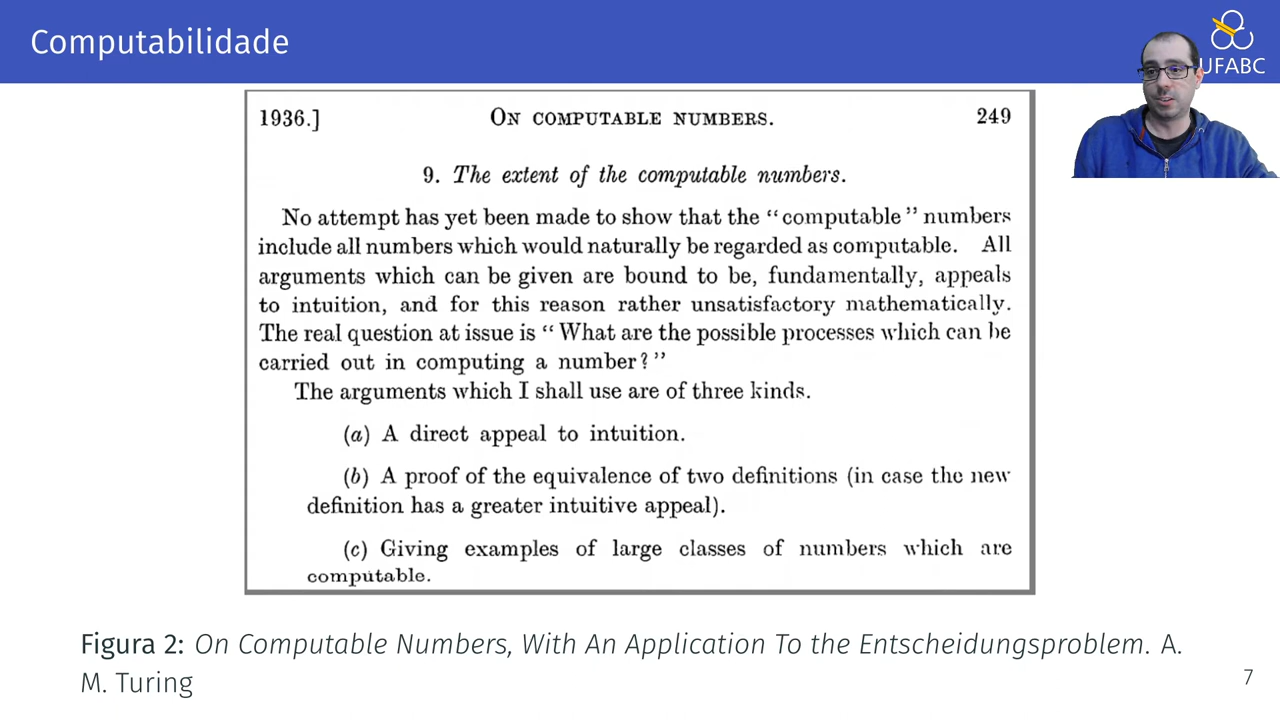 Computabilidade
UFABC
1936.] ON COMPUTABLE NUMBERS. 249
9. The extent of the computable numbers.
No attempt has yet been made to show that the “computable” numbers
include all numbers which would naturally be regarded as computable. All
arguments which can be given are bound to be, fundamentally, appeals
to intuition, and for this reason rather unsatisfactory mathematically.
The real question at issue is “What are the possible processes which can be
carried out in computing a number?”
The arguments which I shall use are of three kinds.
(a) A direct appeal to intuition.
(b) A proof of the equivalence of two definitions (in case the new
definition has a greater intuitive appeal).
(c) Giving examples of large classes of numbers which are
computable.
Figura 2: On Computable Numbers, With An Application To the Entscheidungsproblem. A.
M. Turing
7